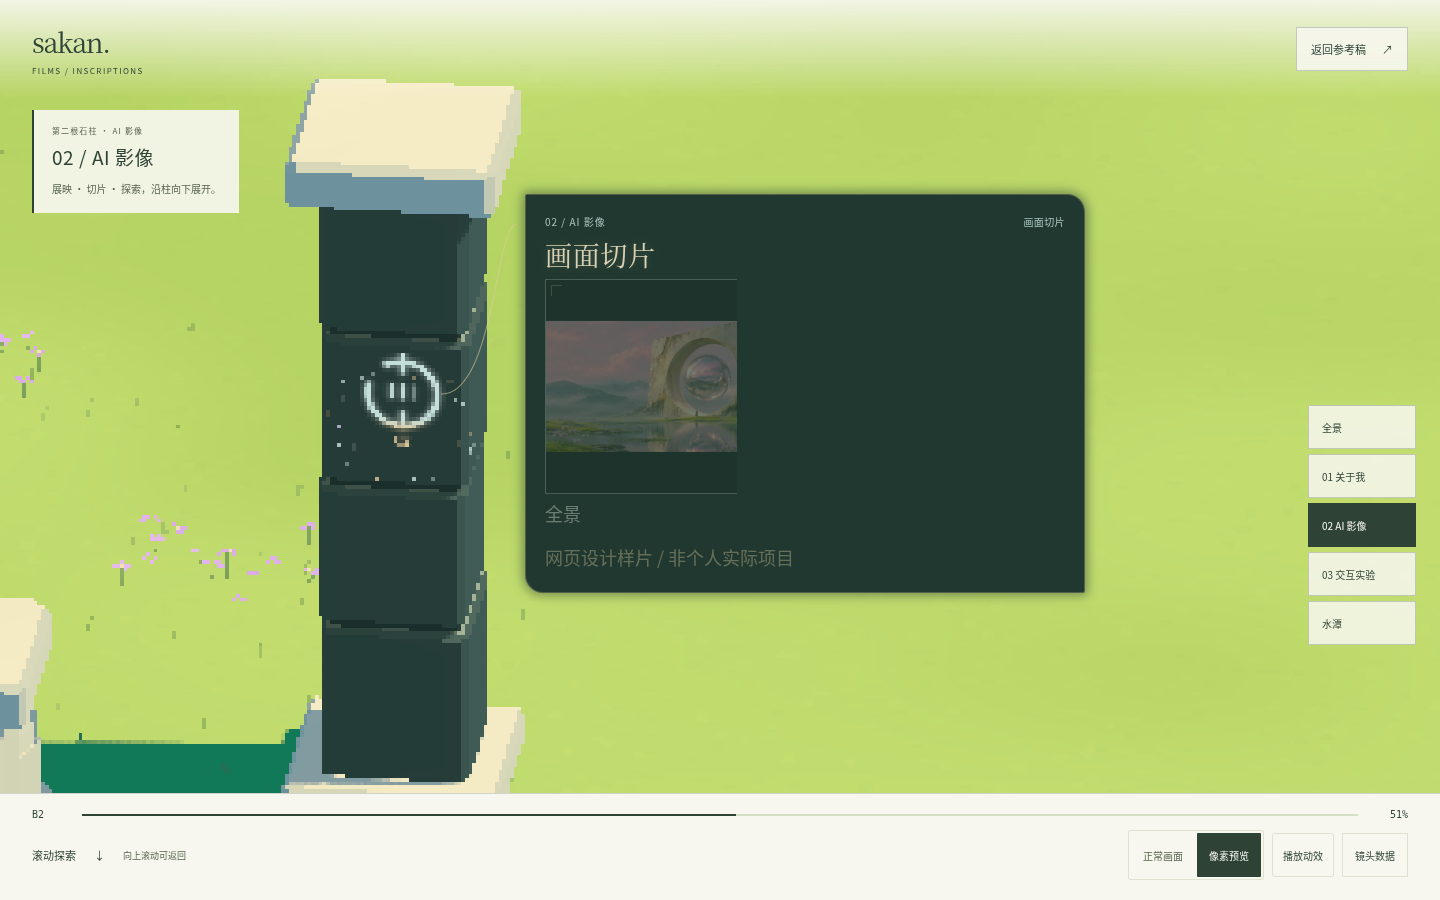 sakan.
FILMS / INSCRIPTIONS
返回参考稿 ↗
第二根石柱 · AI 影像
02 / AI 影像
展映 · 切片 · 探索，沿柱向下展开。
02 / AI 影像
画面切片
画面切片
全景
网页设计样片 / 非个人实际项目
全景
01 关于我
02 AI 影像
03 交互实验
水潭
B2
51%
滚动探索 ↓ 向上滚动可返回
正常画面
像素预览
播放动效
镜头数据